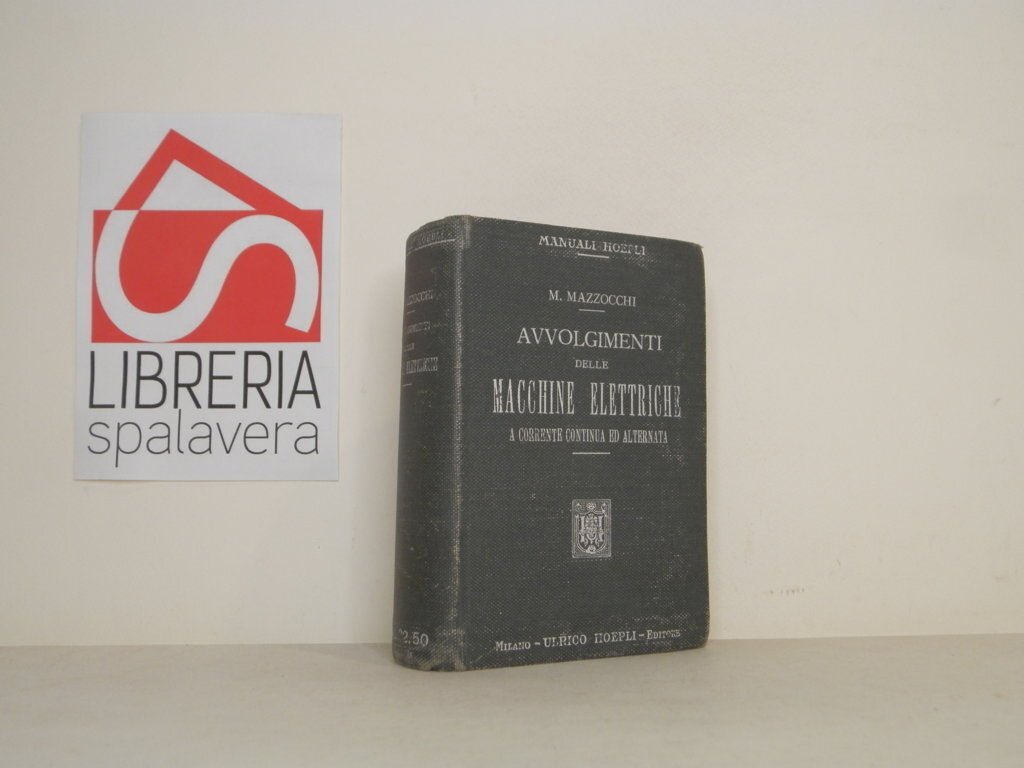 LIBRERIA
spalavera
MANUALI HOEPLI
M. MAZZOCCHI
AVVOLGIMENTI
DELLE
MACCHINE ELETTRICHE
A CORRENTE CONTINUA ED ALTERNATA
MILANO - ULRICO HOEPLI - EDITORE